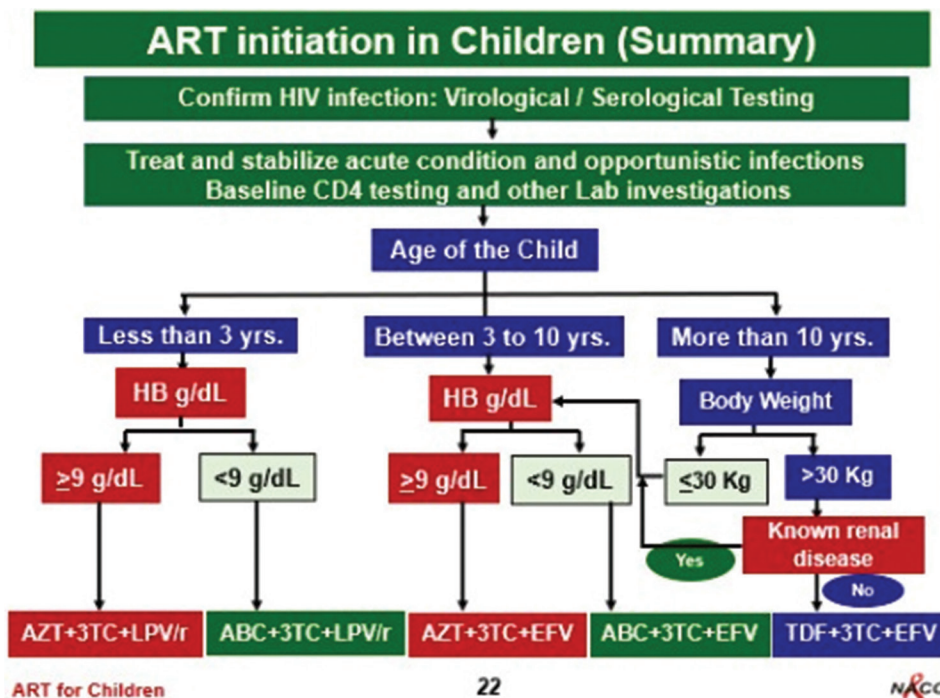 ART initiation in Children (Summary)
Confirm HIV infection: Virological / Serological Testing
Treat and stabilize acute condition and opportunistic infections
Baseline CD4 testing and other Lab investigations
Age of the Child
Less than 3 yrs.
Between 3 to 10 yrs.
More than 10 yrs.
HB g/dL
HB g/dL
Body Weight
≥9 g/dL
<9 g/dL
≥9 g/dL
<9 g/dL
≤30 Kg
>30 Kg
Known renal
disease
Yes
No
AZT+3TC+LPV/r
ABC+3TC+LPV/r
AZT+3TC+EFV
ABC+3TC+EFV
TDF+3TC+EFV
ART for Children
22